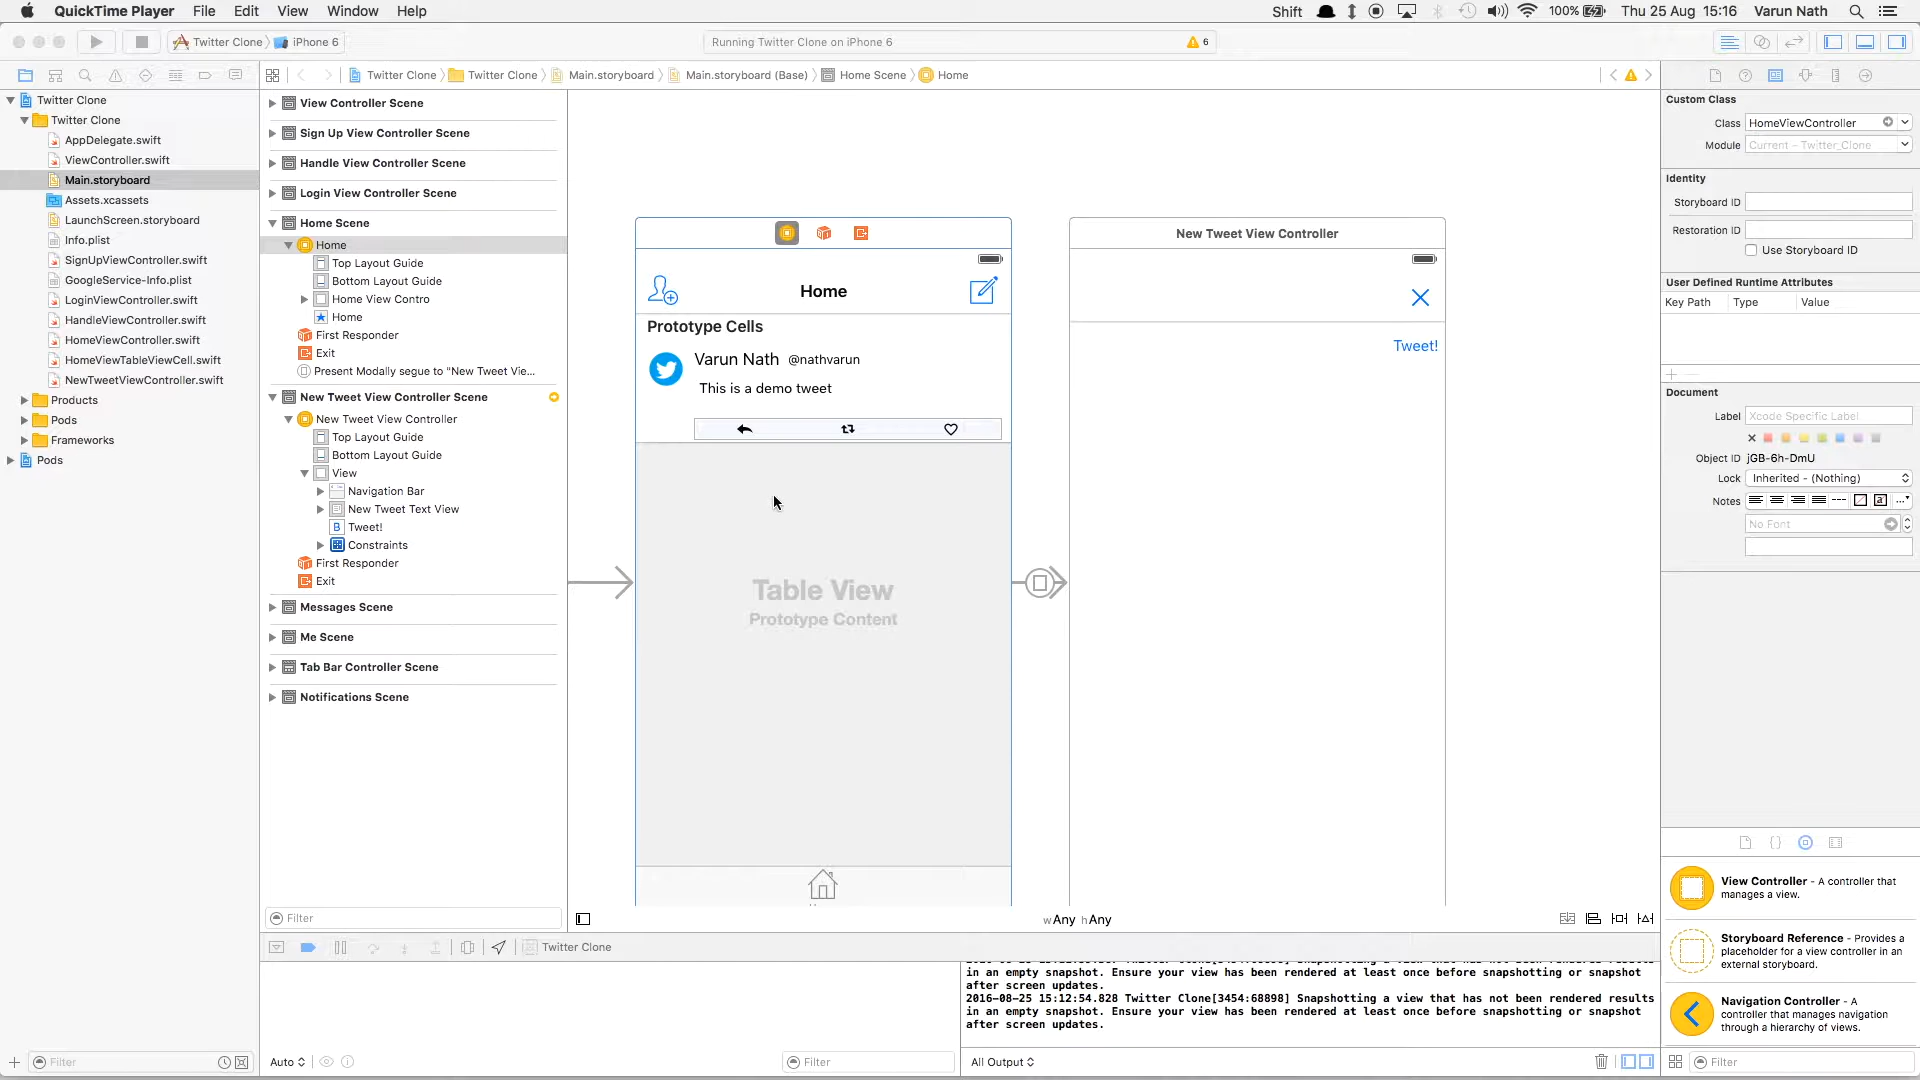 QuickTime Player File Edit View Window Help Shift 100% Thu 25 Aug 15:16 Varun Nath
Twitter Clone iPhone 6 Running Twitter Clone on iPhone 6 6
Twitter Clone Twitter Clone Main.storyboard Main.storyboard (Base) Home Scene Home
Twitter Clone
Twitter Clone
AppDelegate.swift
ViewController.swift
Main.storyboard
Assets.xcassets
LaunchScreen.storyboard
Info.plist
SignUpViewController.swift
GoogleService-Info.plist
LoginViewController.swift
HandleViewController.swift
HomeViewController.swift
HomeViewTableViewCell.swift
NewTweetViewController.swift
Products
Pods
Frameworks
Pods
Filter
View Controller Scene
Sign Up View Controller Scene
Handle View Controller Scene
Login View Controller Scene
Home Scene
Home
Top Layout Guide
Bottom Layout Guide
Home View Contro
Home
First Responder
Exit
Present Modally segue to "New Tweet Vie...
New Tweet View Controller Scene
New Tweet View Controller
Top Layout Guide
Bottom Layout Guide
View
Navigation Bar
New Tweet Text View
B Tweet!
Constraints
First Responder
Exit
Messages Scene
Me Scene
Tab Bar Controller Scene
Notifications Scene
Filter
Home
Prototype Cells
Varun Nath @nathvarun
This is a demo tweet
Table View
Prototype Content
New Tweet View Controller
Tweet!
wAny hAny
Twitter Clone
Auto
Filter
in an empty snapshot. Ensure your view has been rendered at least once before snapshotting or snapshot
after screen updates.
2016-08-25 15:12:54.828 Twitter Clone[3454:68898] Snapshotting a view that has not been rendered results
in an empty snapshot. Ensure your view has been rendered at least once before snapshotting or snapshot
after screen updates.
All Output
Custom Class
Class HomeViewController
Module Current – Twitter_Clone
Identity
Storyboard ID
Restoration ID
Use Storyboard ID
User Defined Runtime Attributes
Key Path Type Value
Document
Label Xcode Specific Label
Object ID jGB-6h-DmU
Lock Inherited - (Nothing)
Notes
No Font
View Controller - A controller that
manages a view.
Storyboard Reference - Provides a
placeholder for a view controller in an
external storyboard.
Navigation Controller - A
controller that manages navigation
through a hierarchy of views.
Filter